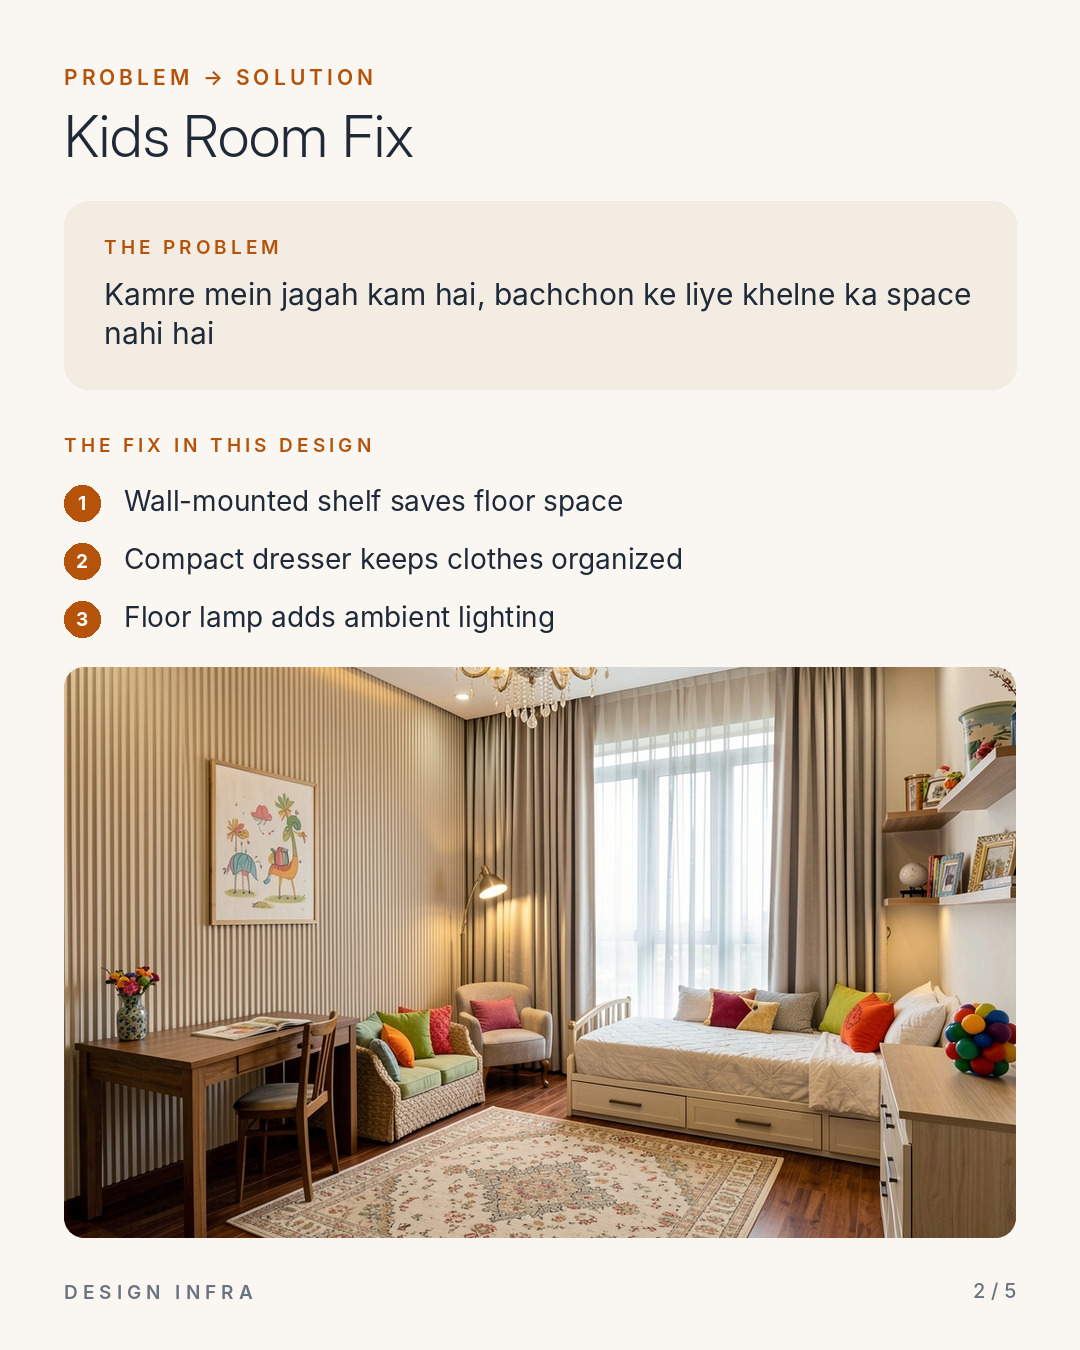 PROBLEM → SOLUTION
Kids Room Fix
THE PROBLEM
Kamre mein jagah kam hai, bachchon ke liye khelne ka space
nahi hai
THE FIX IN THIS DESIGN
1 Wall-mounted shelf saves floor space
2 Compact dresser keeps clothes organized
3 Floor lamp adds ambient lighting
DESIGN INFRA
2 / 5